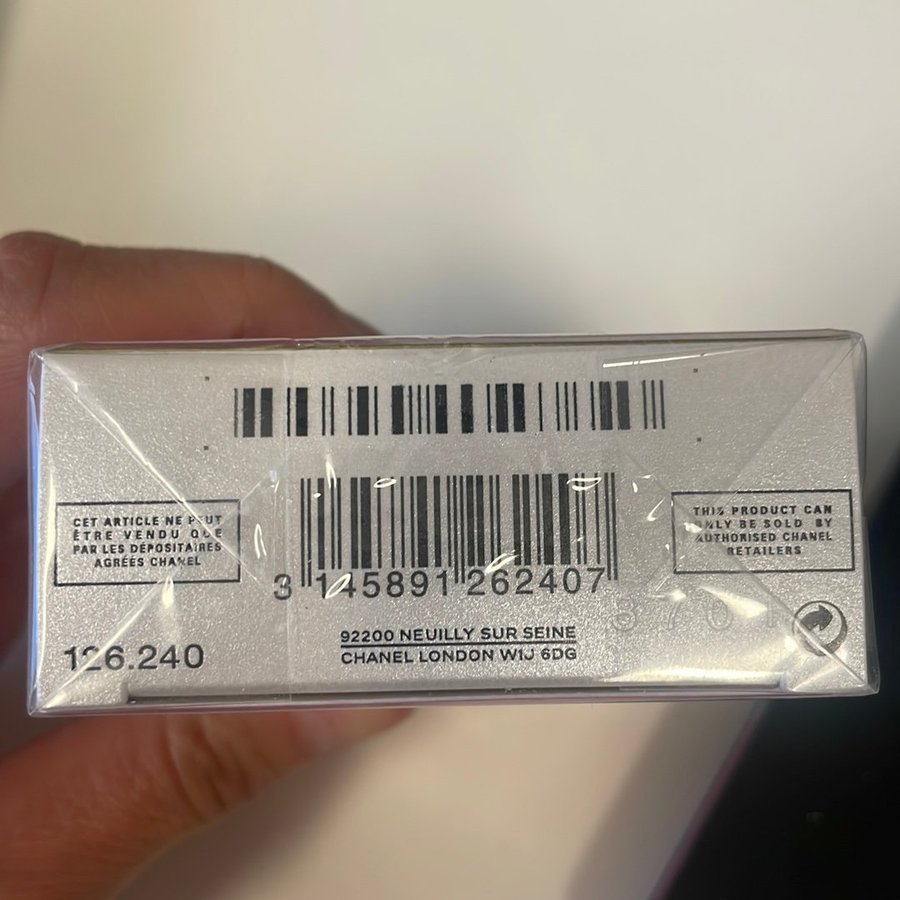 CET ARTICLE NE PEUT
ÊTRE VENDU QUE
PAR LES DÉPOSITAIRES
AGRÉES CHANEL
THIS PRODUCT CAN
ONLY BE SOLD BY
AUTHORISED CHANEL
RETAILERS
3 145891 262407
126.240
92200 NEUILLY SUR SEINE
CHANEL LONDON W1J 6DG